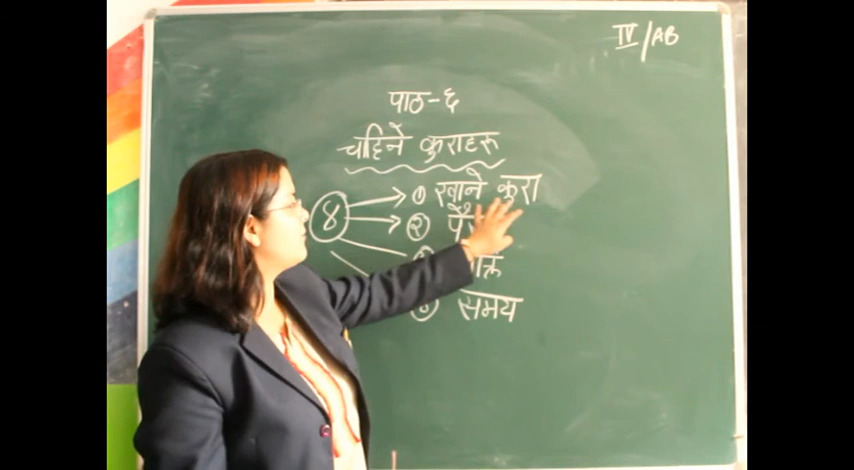 IV/AB
पाठ-६
चाहिने कुराहरू
४ १ खाने कुरा
२
समय